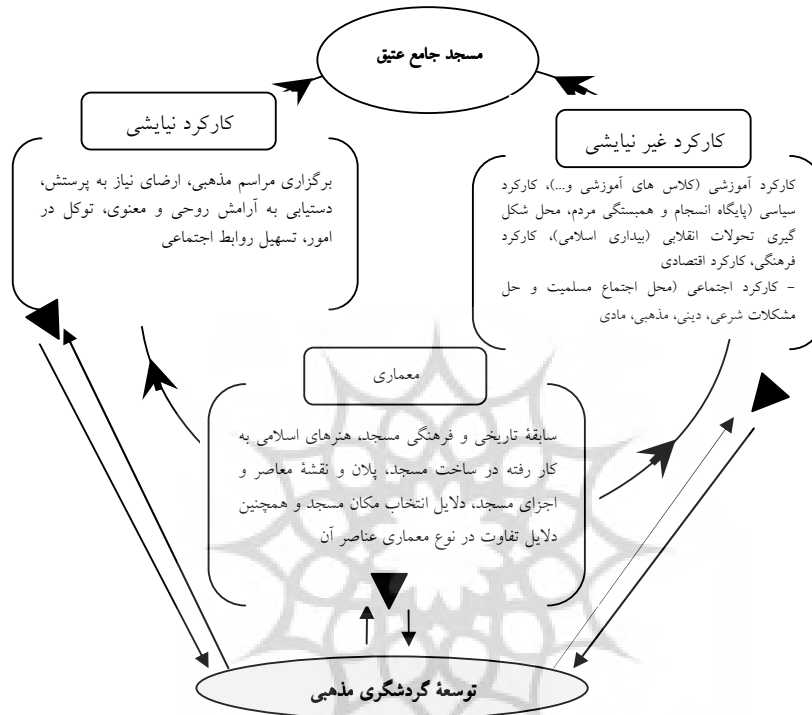 مسجد جامع عتیق
کارکرد غیر نیایشی
کارکرد آموزشی (کلاس های آموزشی و...)، کارکرد
سیاسی (پایگاه انسجام و همبستگی مردم، محل شکل
گیری تحولات انقلابی (بیداری اسلامی)، کارکرد
فرهنگی، کارکرد اقتصادی
- کارکرد اجتماعی (محل اجتماع مسلمیت و حل
مشکلات شرعی، دینی، مذهبی، مادی
کارکرد نیایشی
برگزاری مراسم مذهبی، ارضای نیاز به پرستش،
دستیابی به آرامش روحی و معنوی، توکل در
امور، تسهیل روابط اجتماعی
معماری
سابقهٔ تاریخی و فرهنگی مسجد، هنرهای اسلامی به
کار رفته در ساخت مسجد، پلان و نقشهٔ معاصر و
اجزای مسجد، دلایل انتخاب مکان مسجد و همچنین
دلایل تفاوت در نوع معماری عناصر آن
توسعهٔ گردشگری مذهبی